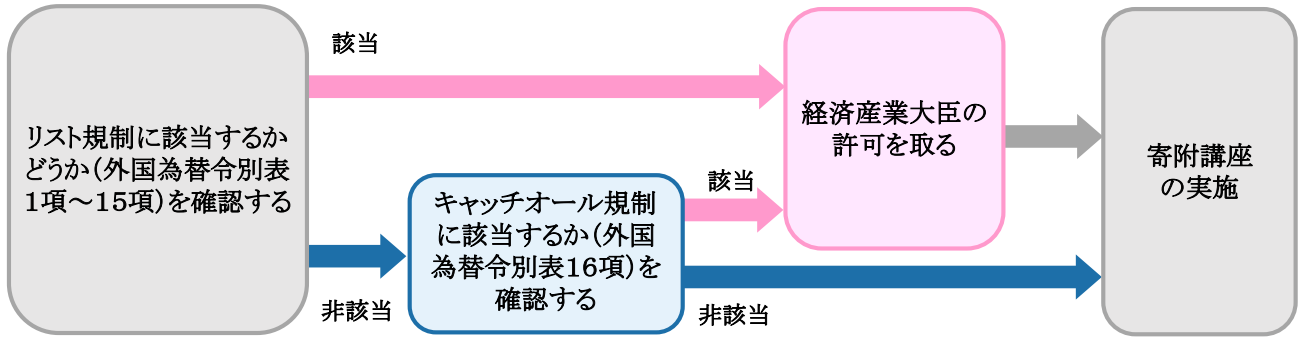 リスト規制に該当するか
どうか（外国為替令別表
１項～１５項）を確認する
該当
非該当
キャッチオール規制
に該当するか（外国
為替令別表１６項）を
確認する
該当
非該当
経済産業大臣の
許可を取る
寄附講座
の実施